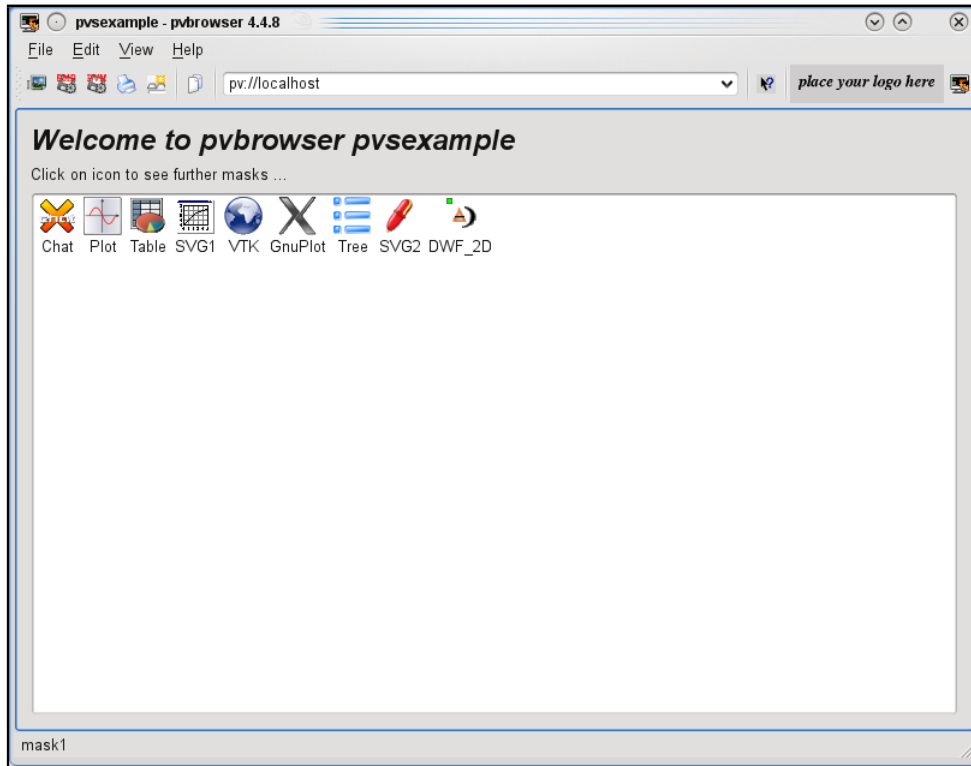 pvsexample - pvbrowser 4.4.8
File Edit View Help
pv://localhost
place your logo here
Welcome to pvbrowser pvsexample
Click on icon to see further masks ...
Chat Plot Table SVG1 VTK GnuPlot Tree SVG2 DWF_2D
mask1